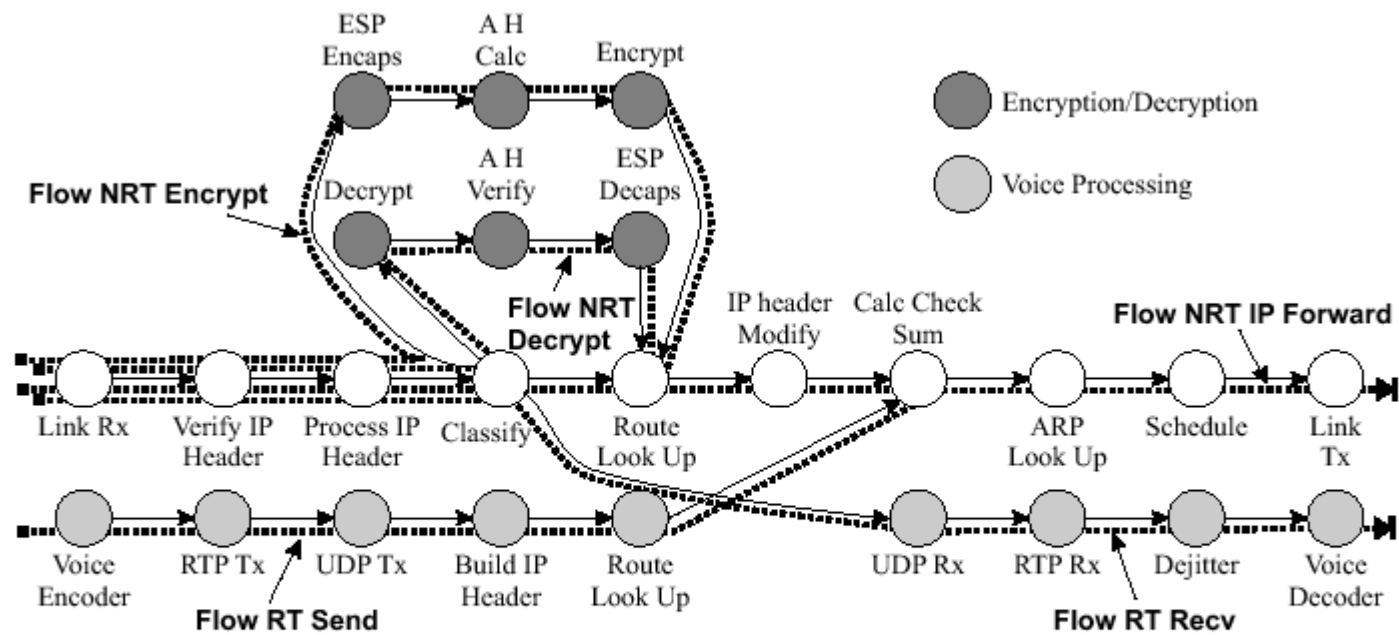 ESP
Encaps
A H
Calc
Encrypt
Encryption/Decryption
Voice Processing
Flow NRT Encrypt
Decrypt
A H
Verify
ESP
Decaps
Flow NRT
Decrypt
IP header
Modify
Calc Check
Sum
Flow NRT IP Forward
Link Rx
Verify IP
Header
Process IP
Header
Classify
Route
Look Up
ARP
Look Up
Schedule
Link
Tx
Voice
Encoder
RTP Tx
UDP Tx
Build IP
Header
Route
Look Up
UDP Rx
RTP Rx
Dejitter
Voice
Decoder
Flow RT Send
Flow RT Recv